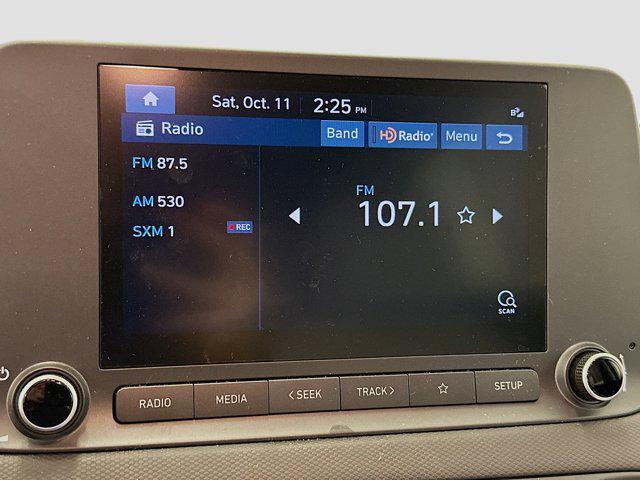 Sat, Oct. 11 2:25 PM
Radio Band HD Radio Menu
FM 87.5
AM 530
SXM 1 REC
FM
107.1
SCAN
RADIO MEDIA < SEEK TRACK > SETUP